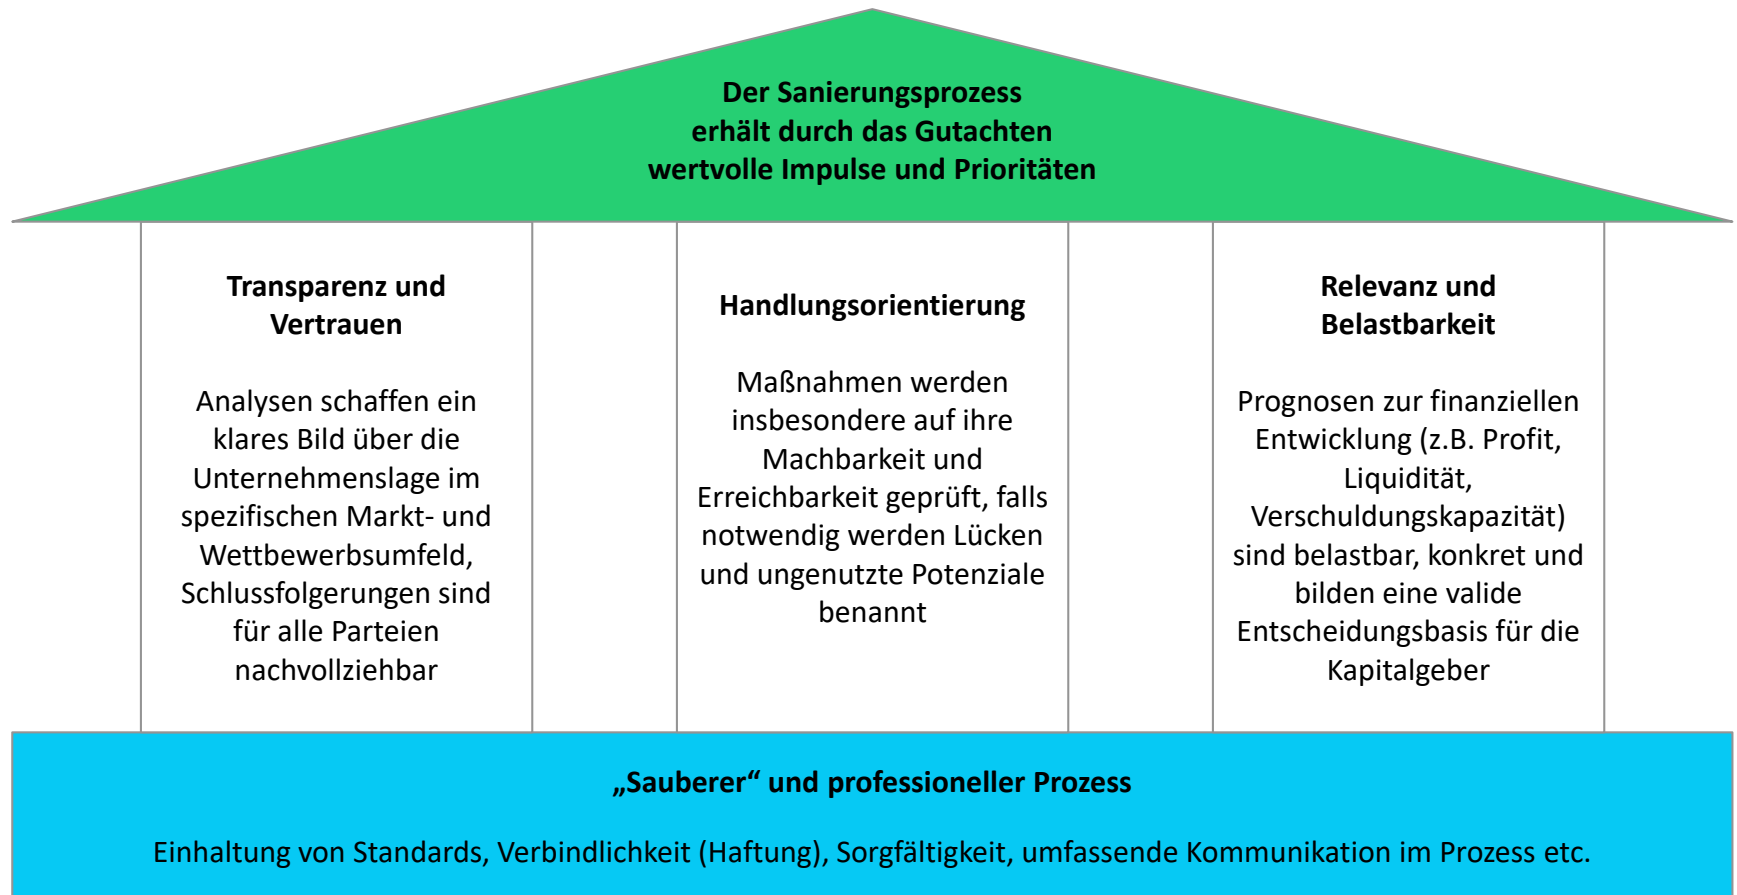 Der Sanierungsprozess
erhält durch das Gutachten
wertvolle Impulse und Prioritäten
Transparenz und
Vertrauen
Analysen schaffen ein
klares Bild über die
Unternehmenslage im
spezifischen Markt- und
Wettbewerbsumfeld,
Schlussfolgerungen sind
für alle Parteien
nachvollziehbar
Handlungsorientierung
Maßnahmen werden
insbesondere auf ihre
Machbarkeit und
Erreichbarkeit geprüft, falls
notwendig werden Lücken
und ungenutzte Potenziale
benannt
Relevanz und
Belastbarkeit
Prognosen zur finanziellen
Entwicklung (z.B. Profit,
Liquidität,
Verschuldungskapazität)
sind belastbar, konkret und
bilden eine valide
Entscheidungsbasis für die
Kapitalgeber
„Sauberer“ und professioneller Prozess
Einhaltung von Standards, Verbindlichkeit (Haftung), Sorgfältigkeit, umfassende Kommunikation im Prozess etc.